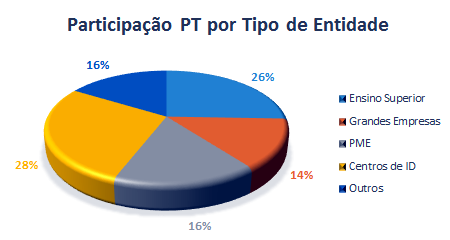 Participação PT por Tipo de Entidade
16%
26%
28%
14%
16%
Ensino Superior
Grandes Empresas
PME
Centros de ID
Outros